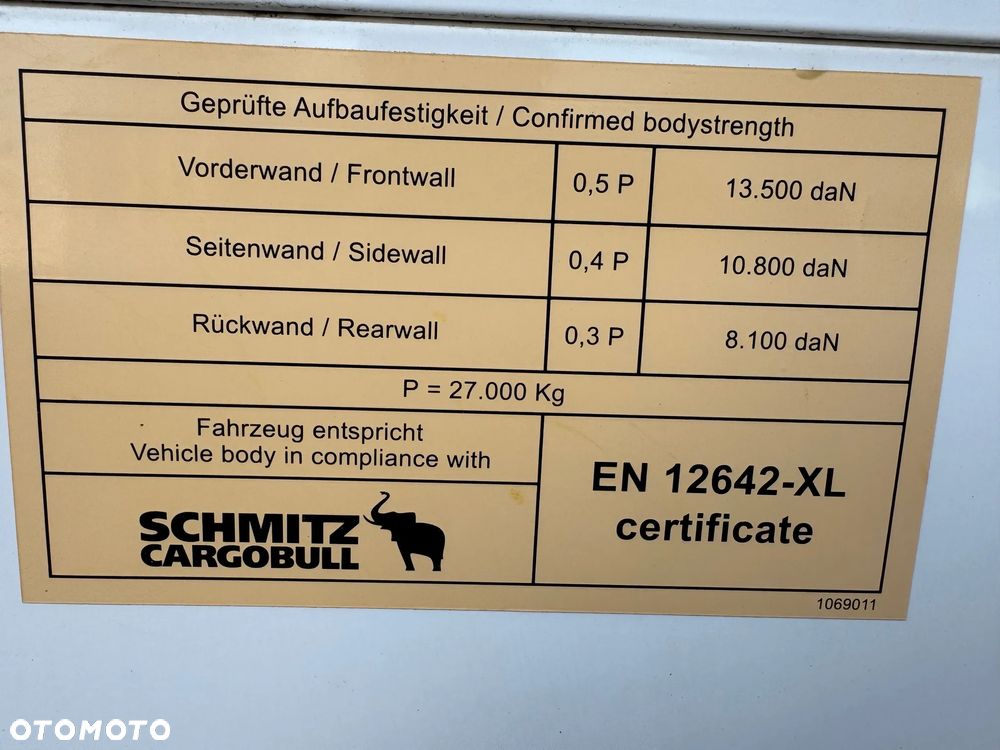 Geprüfte Aufbaufestigkeit / Confirmed bodystrength
Vorderwand / Frontwall 0,5 P 13.500 daN
Seitenwand / Sidewall 0,4 P 10.800 daN
Rückwand / Rearwall 0,3 P 8.100 daN
P = 27.000 Kg
Fahrzeug entspricht
Vehicle body in compliance with
EN 12642-XL
certificate
SCHMITZ
CARGOBULL
1069011
OTOMOTO